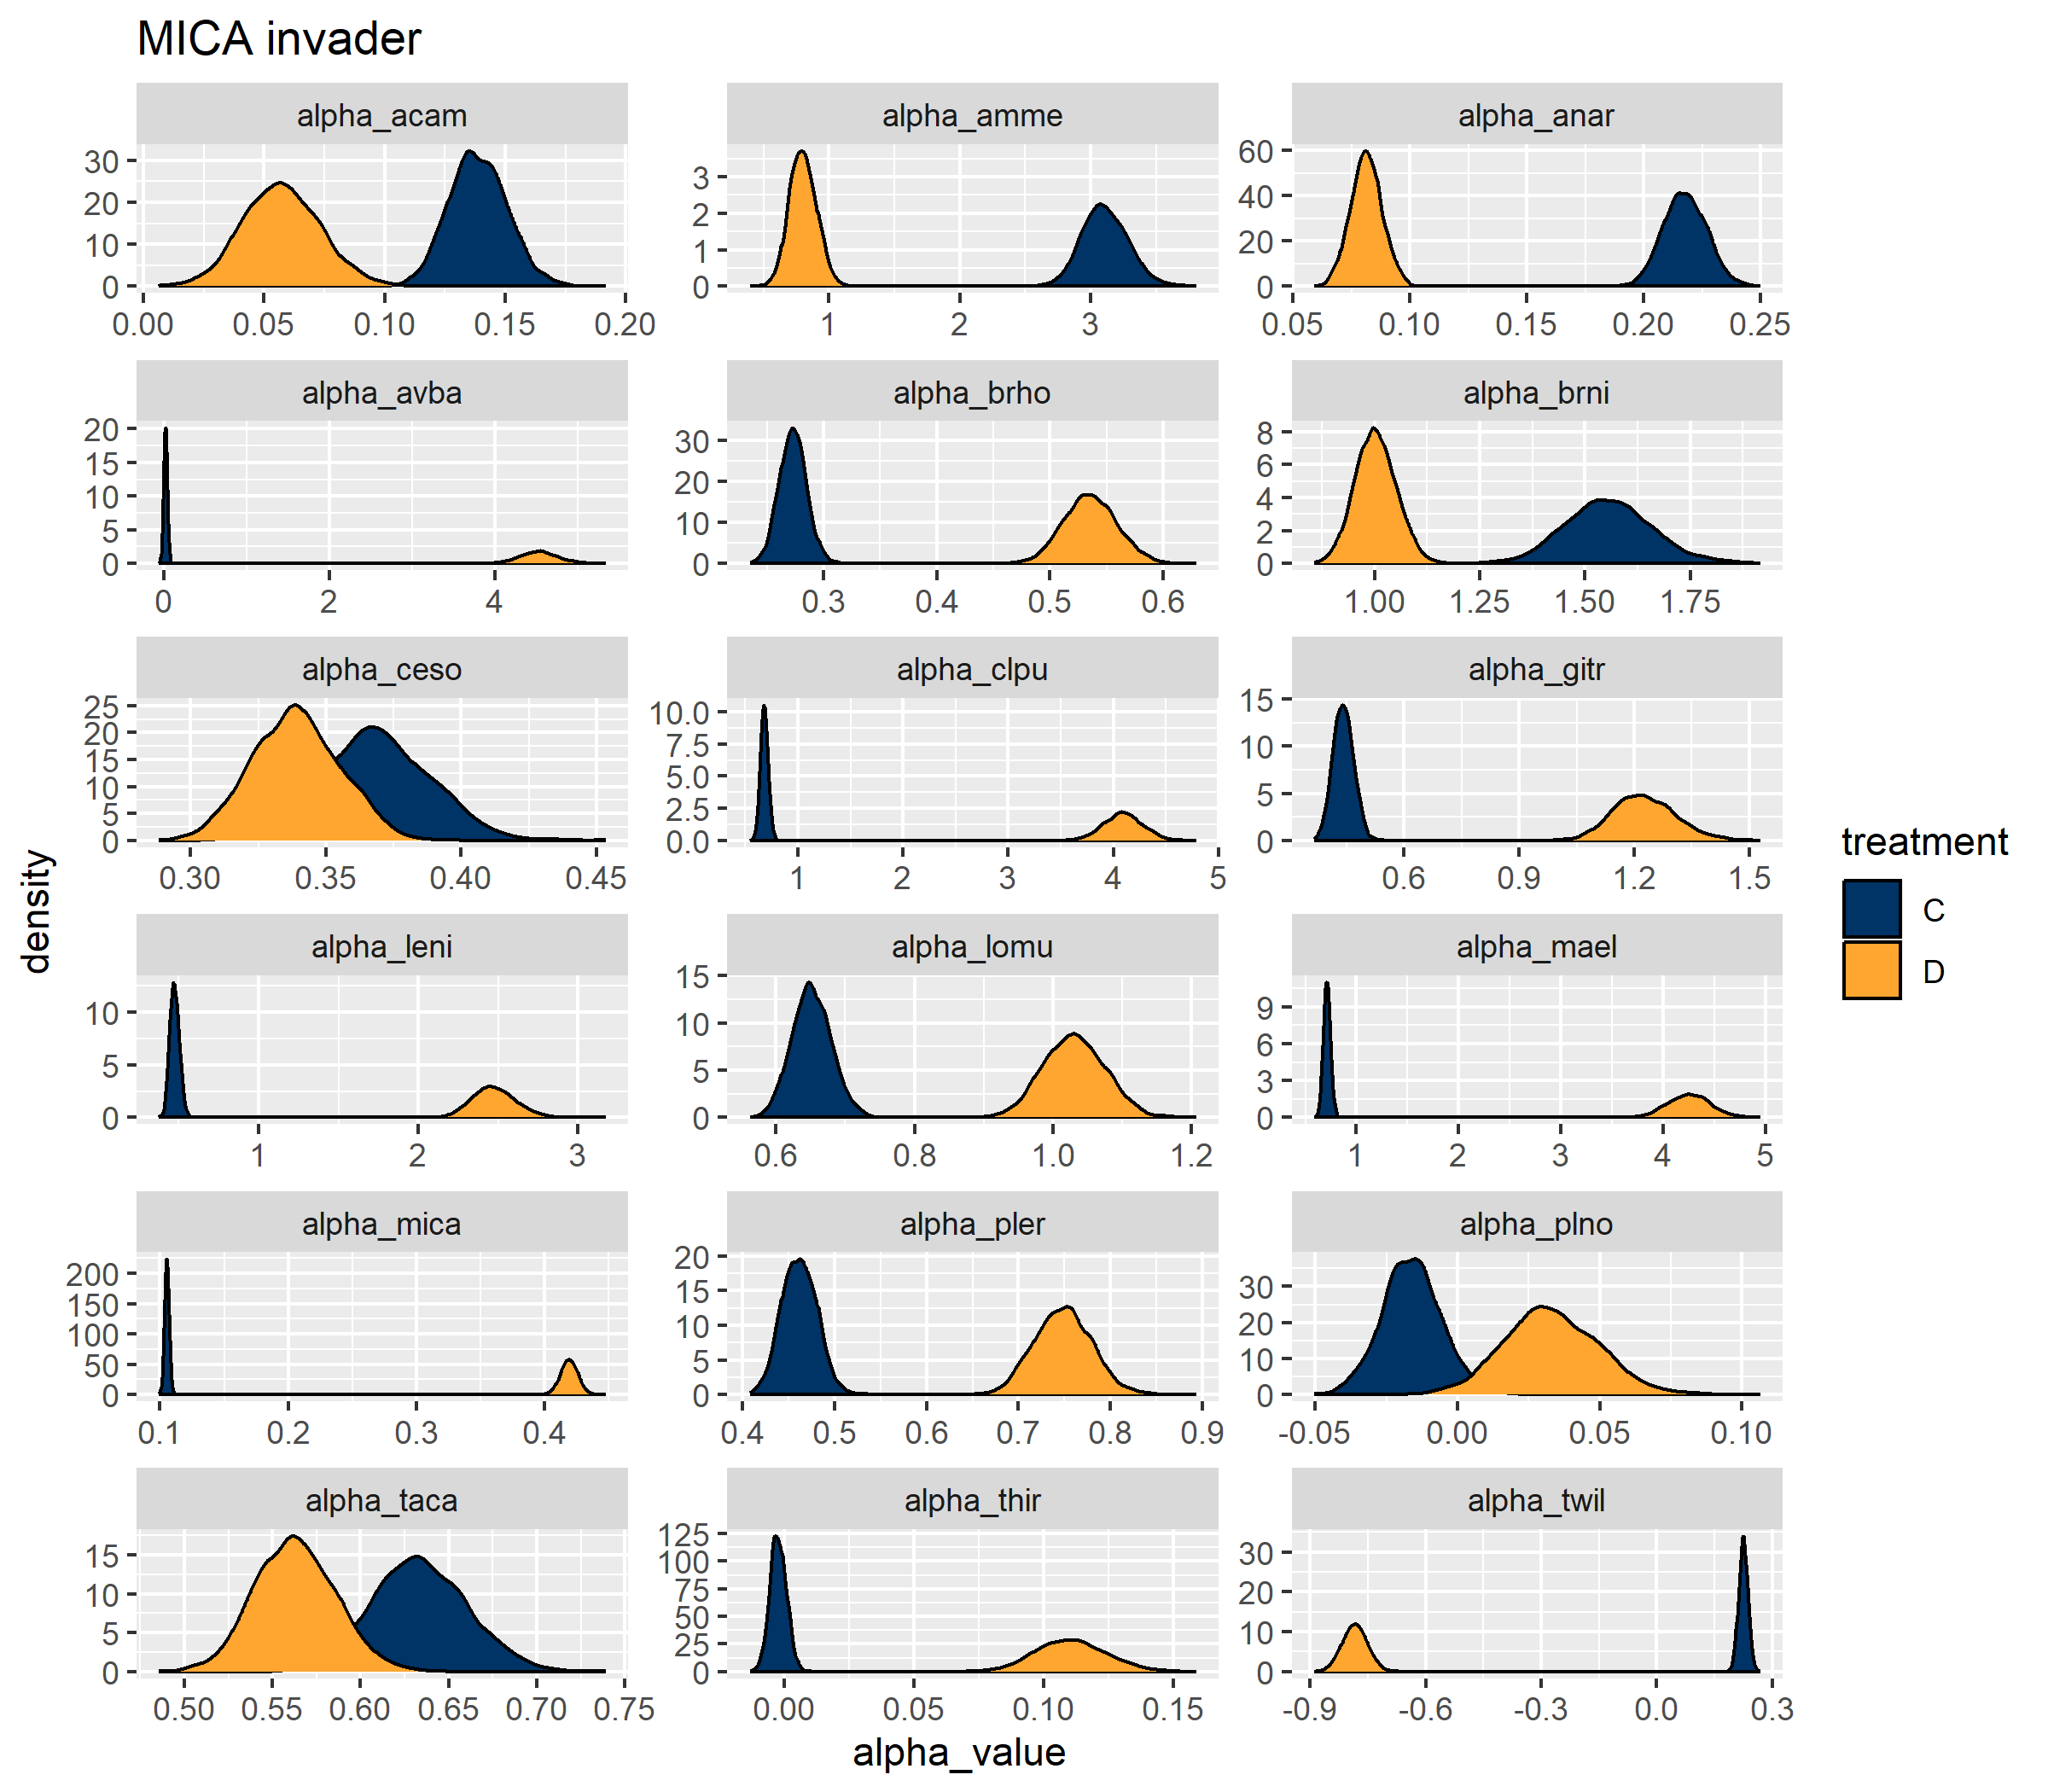 MICA invader
alpha_acam alpha_amme alpha_anar
30
20
10
0
3
2
1
0
60
40
20
0
0.00 0.05 0.10 0.15 0.20
1 2 3
0.05 0.10 0.15 0.20 0.25
alpha_avba alpha_brho alpha_brni
20
15
10
5
0
30
20
10
0
8
6
4
2
0
0 2 4
0.3 0.4 0.5 0.6
1.00 1.25 1.50 1.75
alpha_ceso alpha_clpu alpha_gitr
25
20
15
10
5
0
10.0
7.5
5.0
2.5
0.0
15
10
5
0
0.30 0.35 0.40 0.45
1 2 3 4 5
0.6 0.9 1.2 1.5
alpha_leni alpha_lomu alpha_mael
10
5
0
15
10
5
0
9
6
3
0
1 2 3
0.6 0.8 1.0 1.2
1 2 3 4 5
alpha_mica alpha_pler alpha_plno
200
150
100
50
0
20
15
10
5
0
30
20
10
0
0.1 0.2 0.3 0.4
0.4 0.5 0.6 0.7 0.8 0.9
-0.05 0.00 0.05 0.10
alpha_taca alpha_thir alpha_twil
15
10
5
0
125
100
75
50
25
0
30
20
10
0
0.50 0.55 0.60 0.65 0.70 0.75
0.00 0.05 0.10 0.15
-0.9 -0.6 -0.3 0.0 0.3
alpha_value
density
treatment
C
D